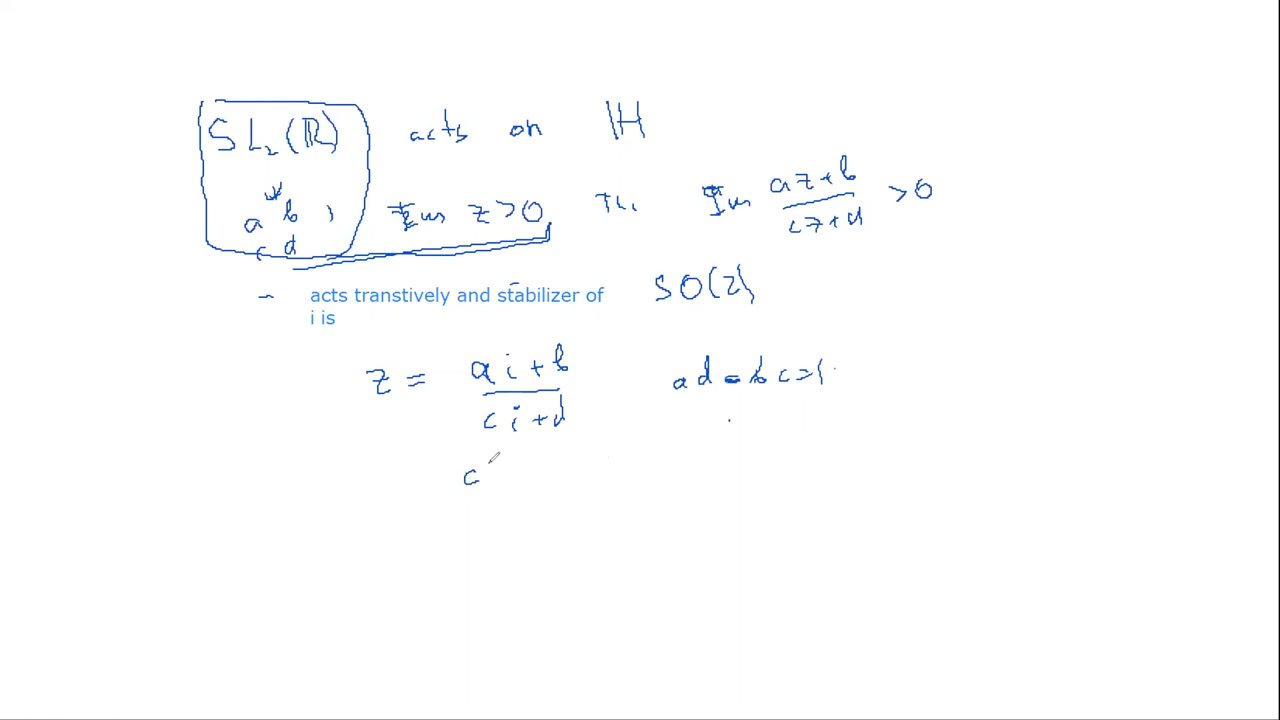 SL₂(ℝ) acts on ℍ
a b , Im z > 0 Im az+b / cz+d > 0
c d
– acts transtively and stabilizer of SO(2)
i is
z = ai+b / ci+d ad - bc = 1
c